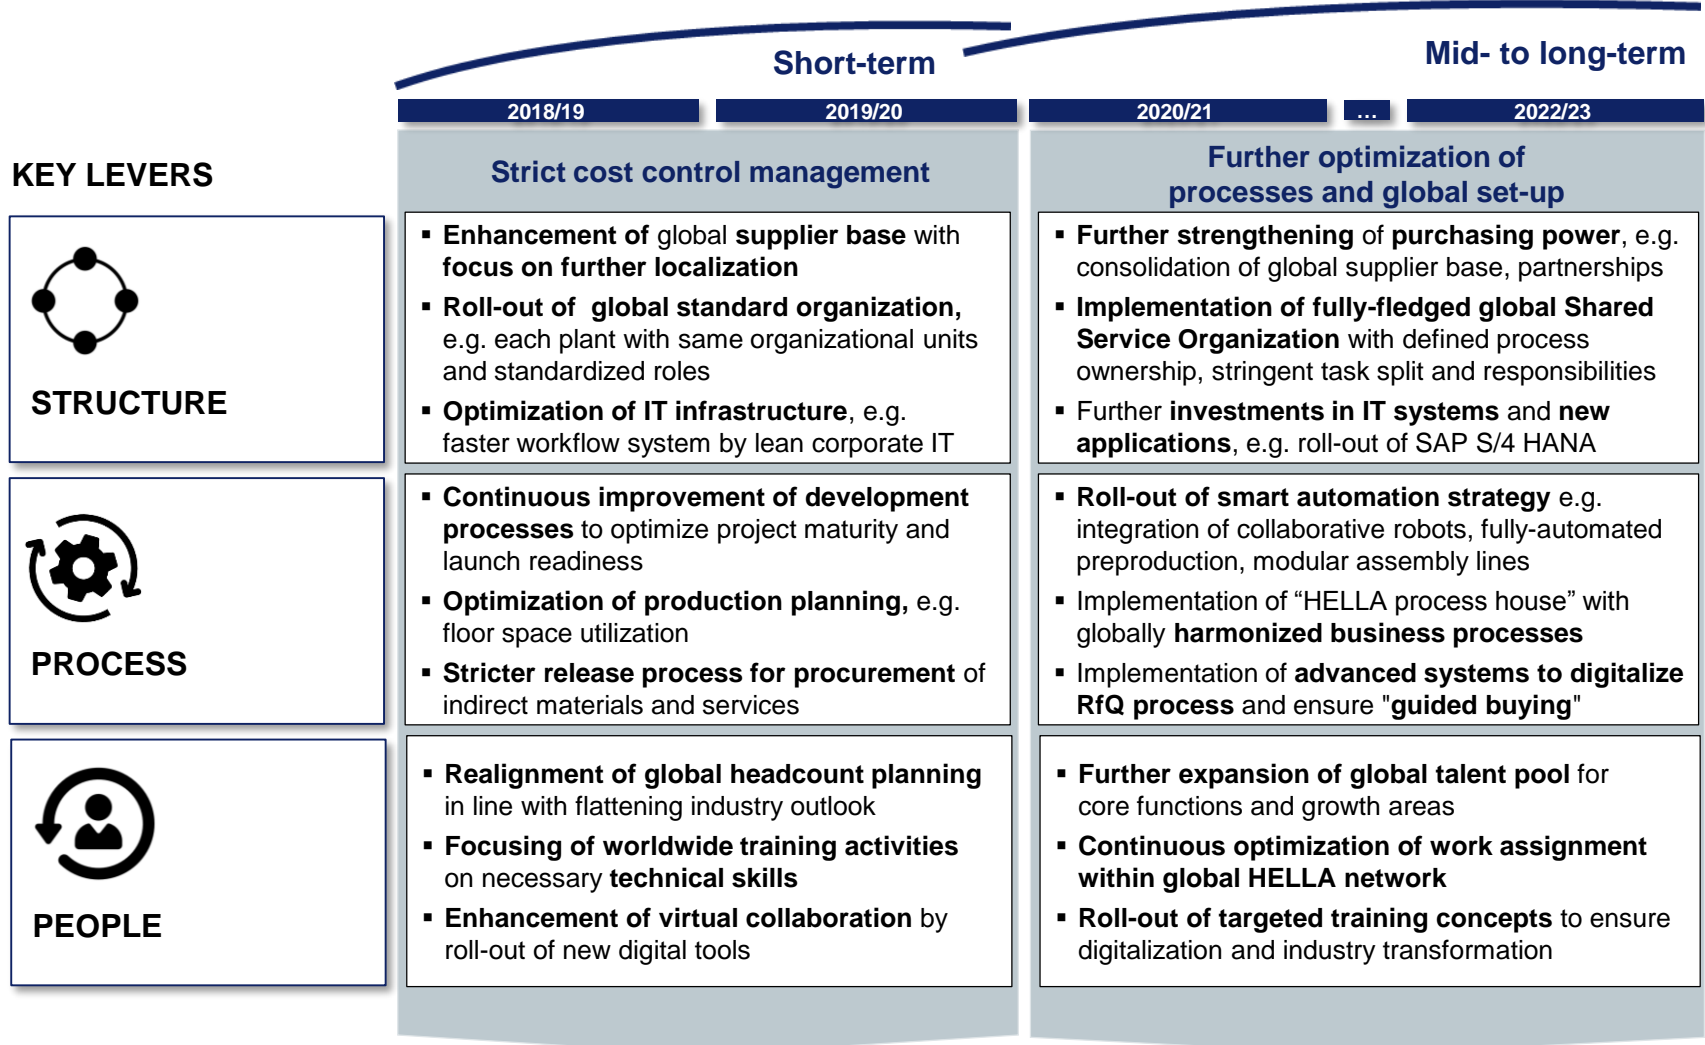 Short-term
Mid- to long-term
2018/19
2019/20
2020/21
...
2022/23
KEY LEVERS
Strict cost control management
Further optimization of
processes and global set-up
STRUCTURE
▪ Enhancement of global supplier base with
focus on further localization
▪ Roll-out of global standard organization,
e.g. each plant with same organizational units
and standardized roles
▪ Optimization of IT infrastructure, e.g.
faster workflow system by lean corporate IT
▪ Further strengthening of purchasing power, e.g.
consolidation of global supplier base, partnerships
▪ Implementation of fully-fledged global Shared
Service Organization with defined process
ownership, stringent task split and responsibilities
▪ Further investments in IT systems and new
applications, e.g. roll-out of SAP S/4 HANA
PROCESS
▪ Continuous improvement of development
processes to optimize project maturity and
launch readiness
▪ Optimization of production planning, e.g.
floor space utilization
▪ Stricter release process for procurement of
indirect materials and services
▪ Roll-out of smart automation strategy e.g.
integration of collaborative robots, fully-automated
preproduction, modular assembly lines
▪ Implementation of “HELLA process house” with
globally harmonized business processes
▪ Implementation of advanced systems to digitalize
RfQ process and ensure "guided buying"
PEOPLE
▪ Realignment of global headcount planning
in line with flattening industry outlook
▪ Focusing of worldwide training activities
on necessary technical skills
▪ Enhancement of virtual collaboration by
roll-out of new digital tools
▪ Further expansion of global talent pool for
core functions and growth areas
▪ Continuous optimization of work assignment
within global HELLA network
▪ Roll-out of targeted training concepts to ensure
digitalization and industry transformation